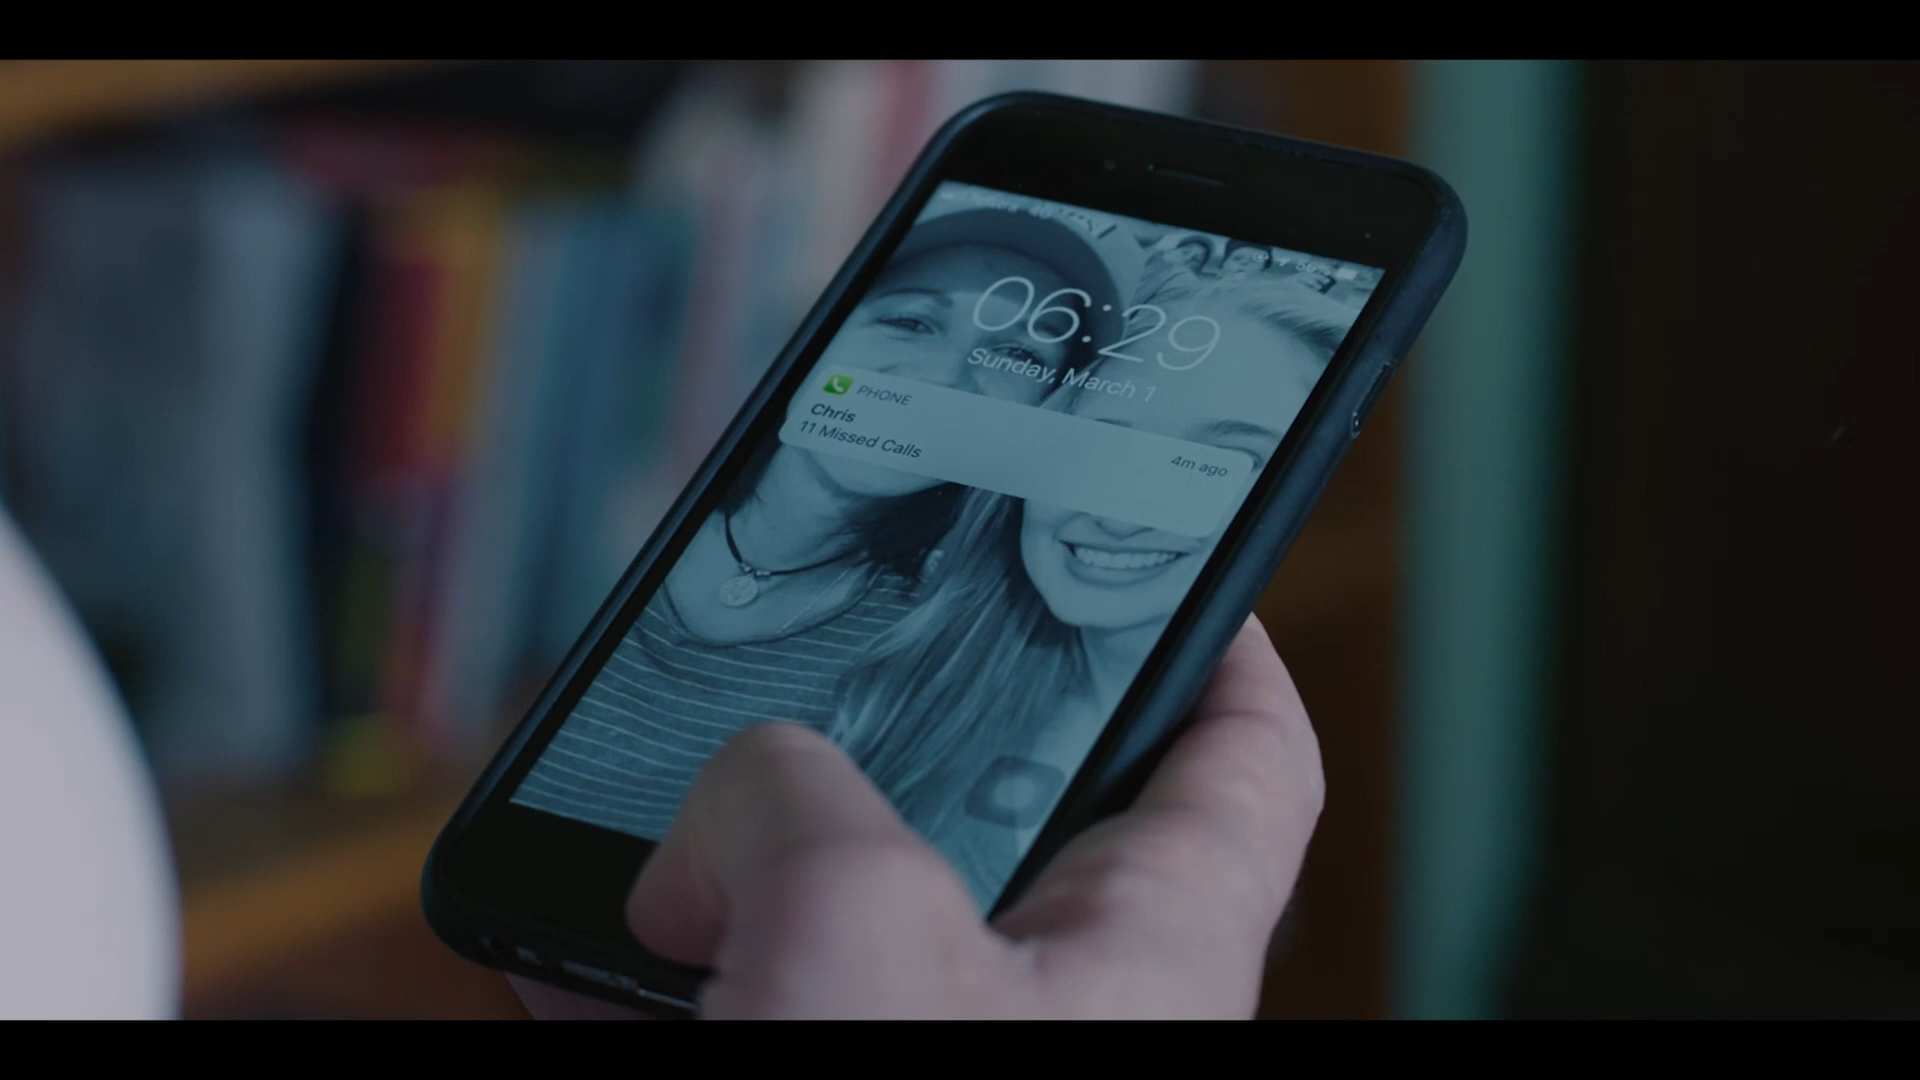 06:29
Sunday, March 1
PHONE
Chris
4m ago
11 Missed Calls